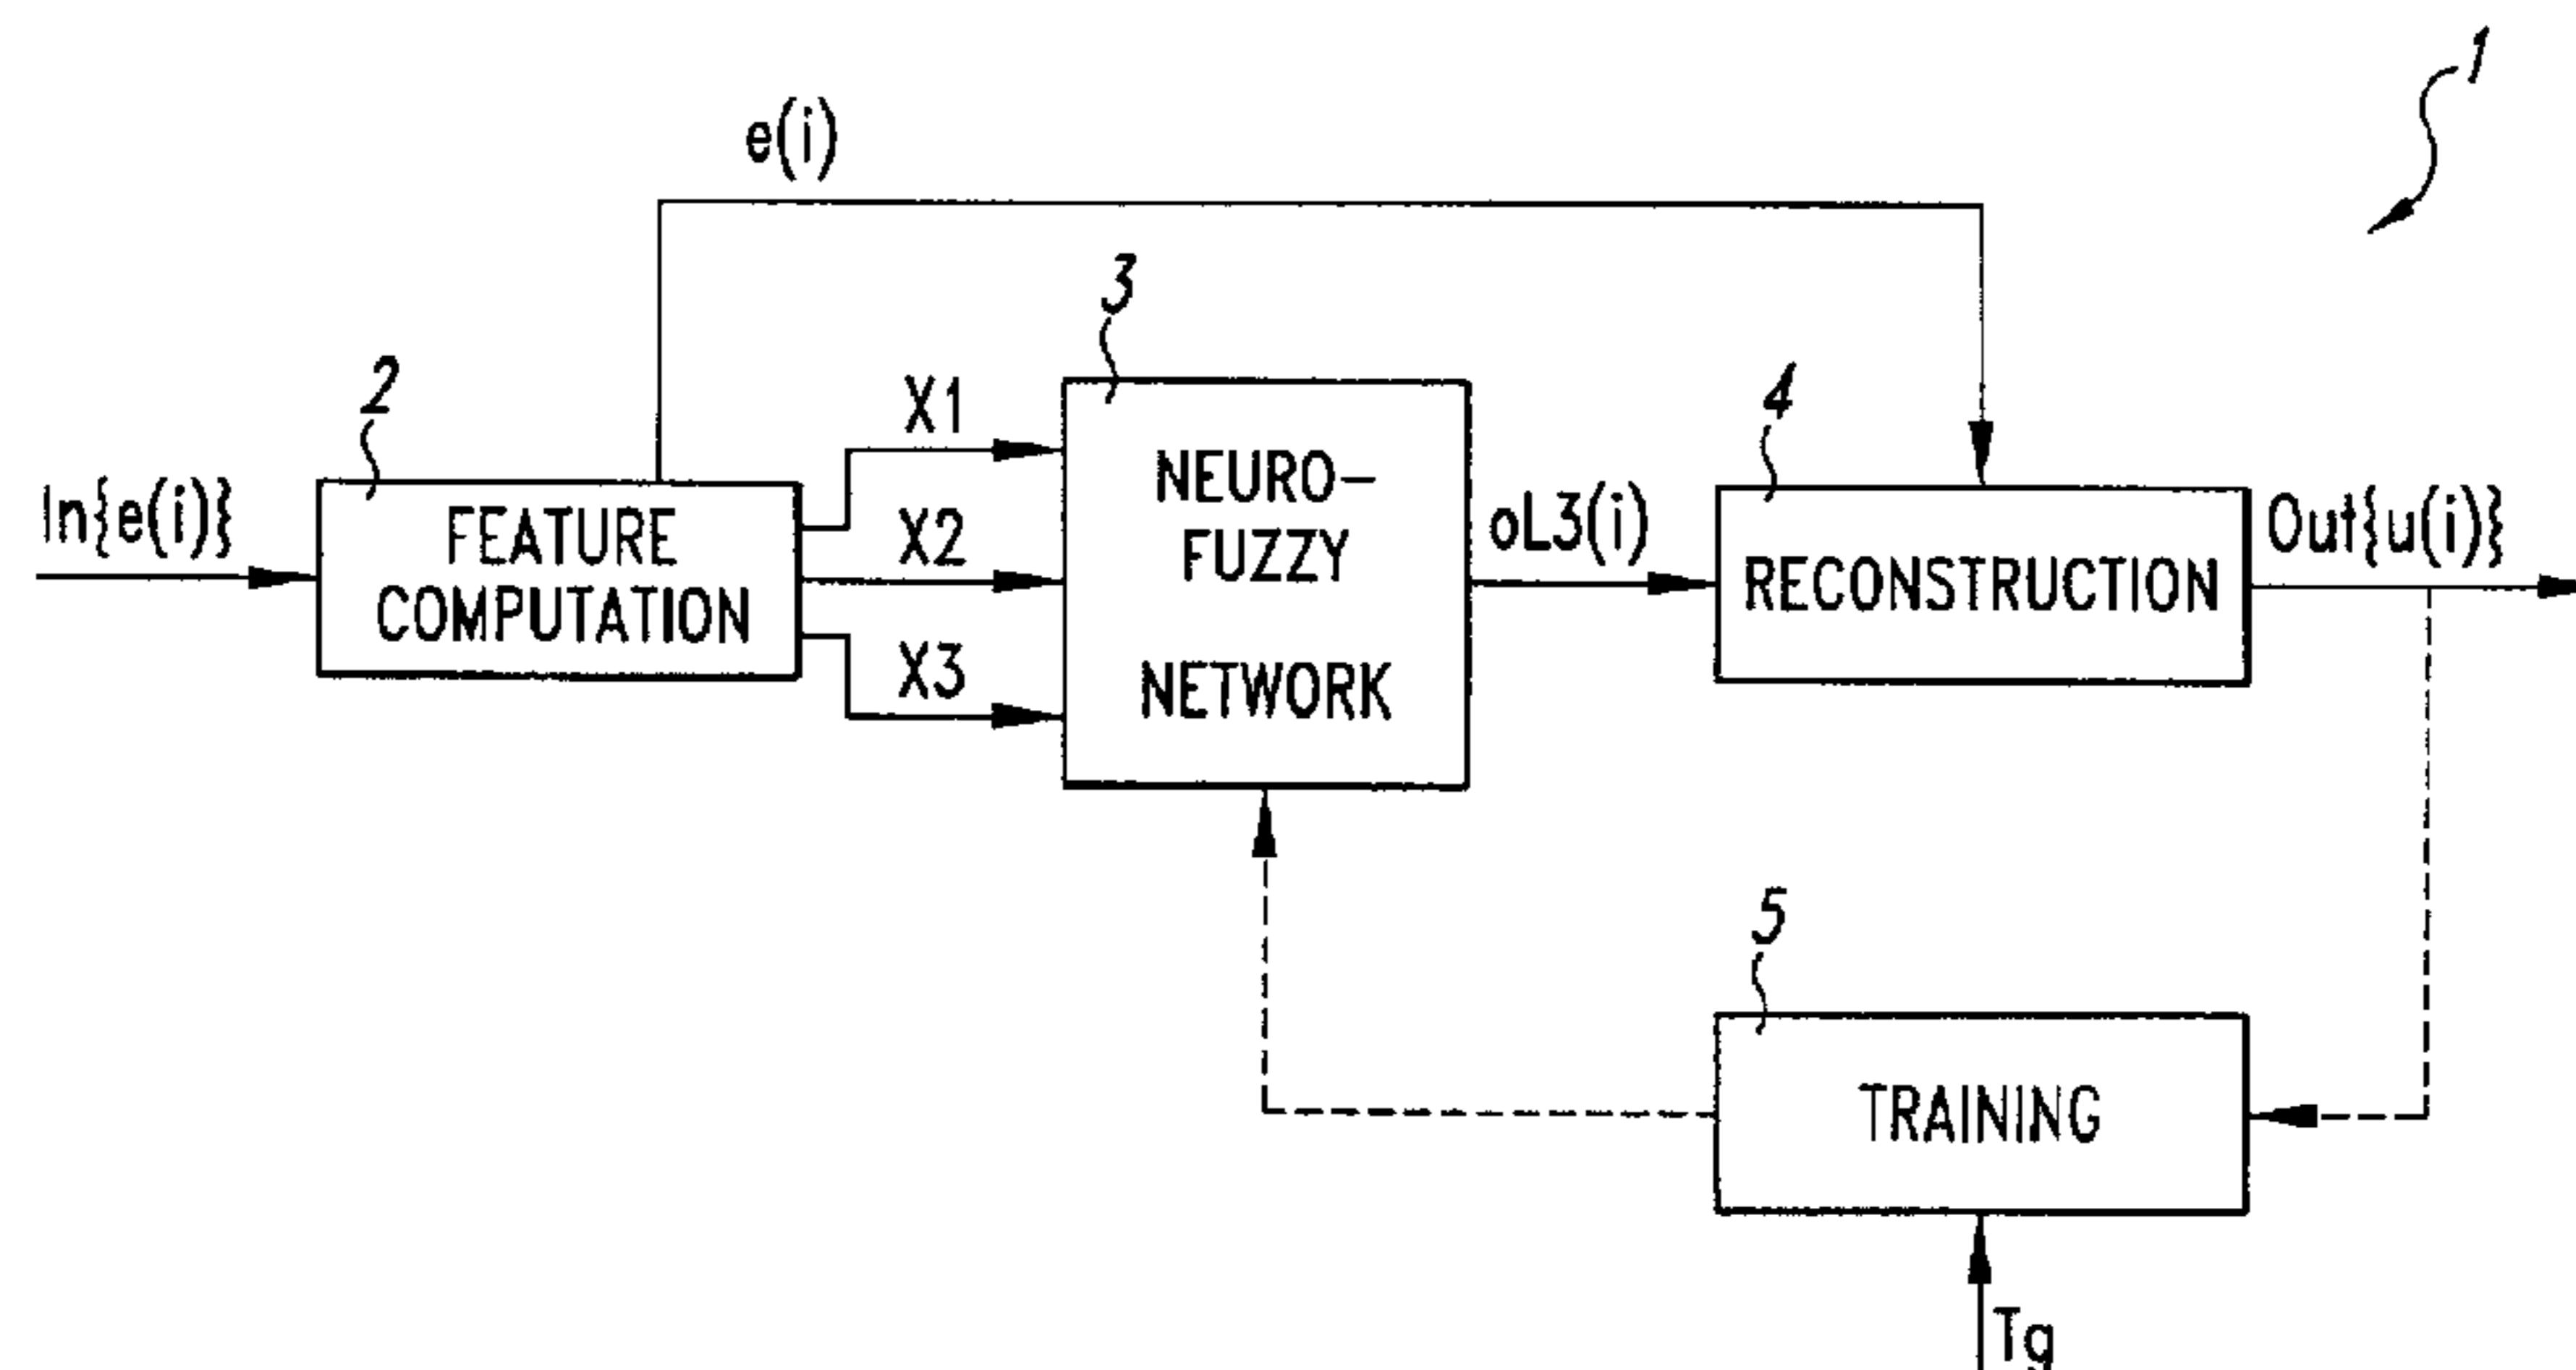 1
e(i)
3
2
X1
4
In{e(i)}
FEATURE
COMPUTATION
X2
X3
NEURO-
FUZZY
NETWORK
oL3(i)
RECONSTRUCTION
Out{u(i)}
5
TRAINING
Tg